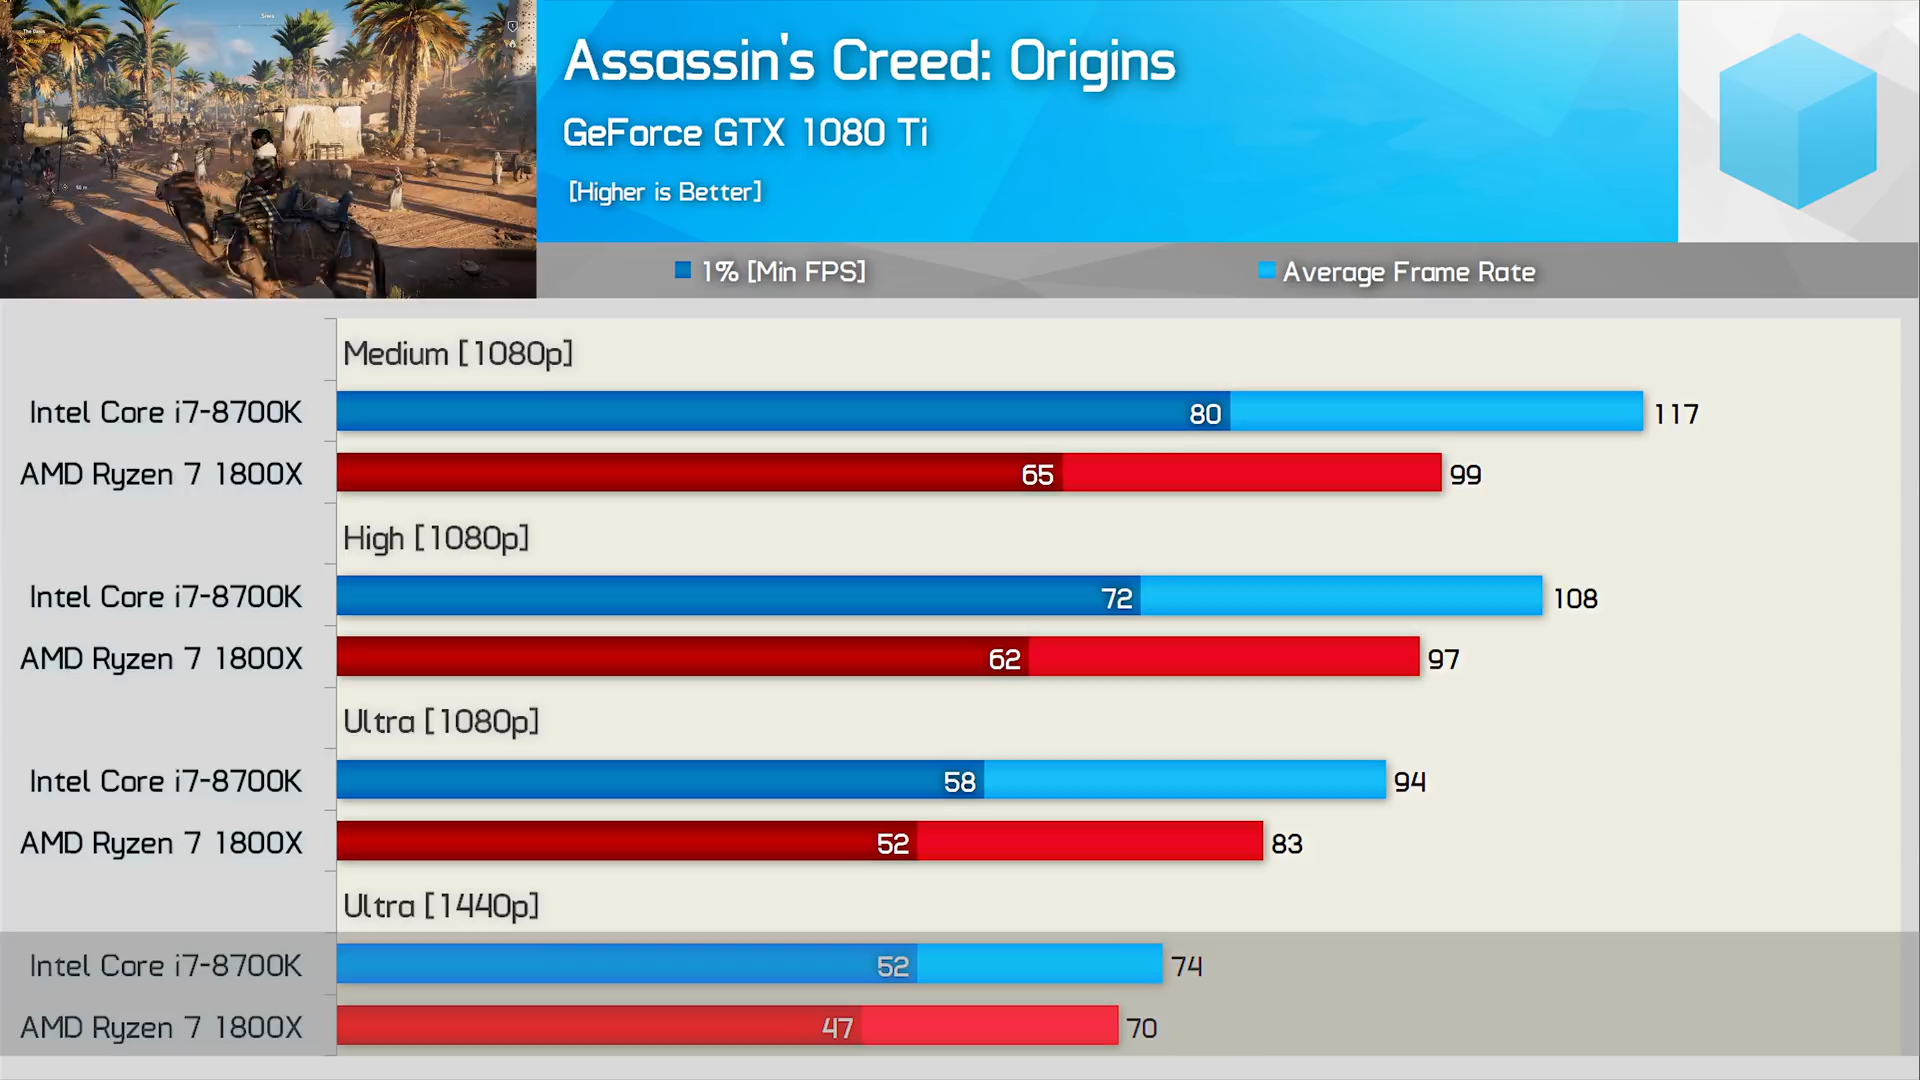 Siwa
Assassin's Creed: Origins
GeForce GTX 1080 Ti
[Higher is Better]
1% [Min FPS]
Average Frame Rate
Medium [1080p]
Intel Core i7-8700K 80 117
AMD Ryzen 7 1800X 65 99
High [1080p]
Intel Core i7-8700K 72 108
AMD Ryzen 7 1800X 62 97
Ultra [1080p]
Intel Core i7-8700K 58 94
AMD Ryzen 7 1800X 52 83
Ultra [1440p]
Intel Core i7-8700K 52 74
AMD Ryzen 7 1800X 47 70